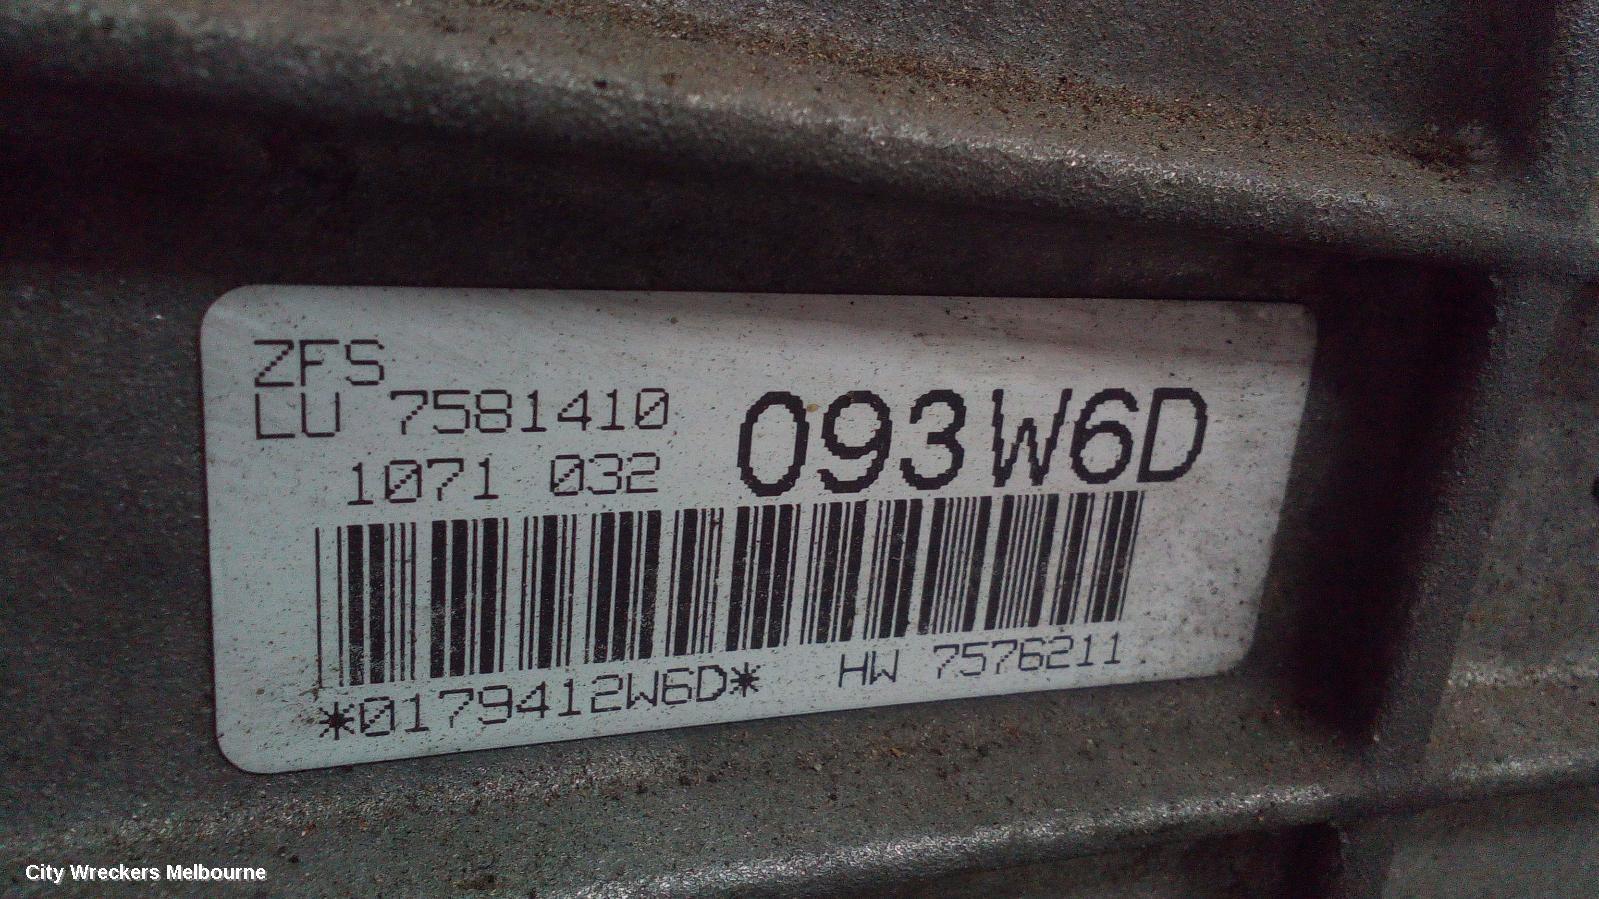 ZFS
LU 7581410
1071 032
093W6D
*0179412W6D*
HW 7576211
City Wreckers Melbourne